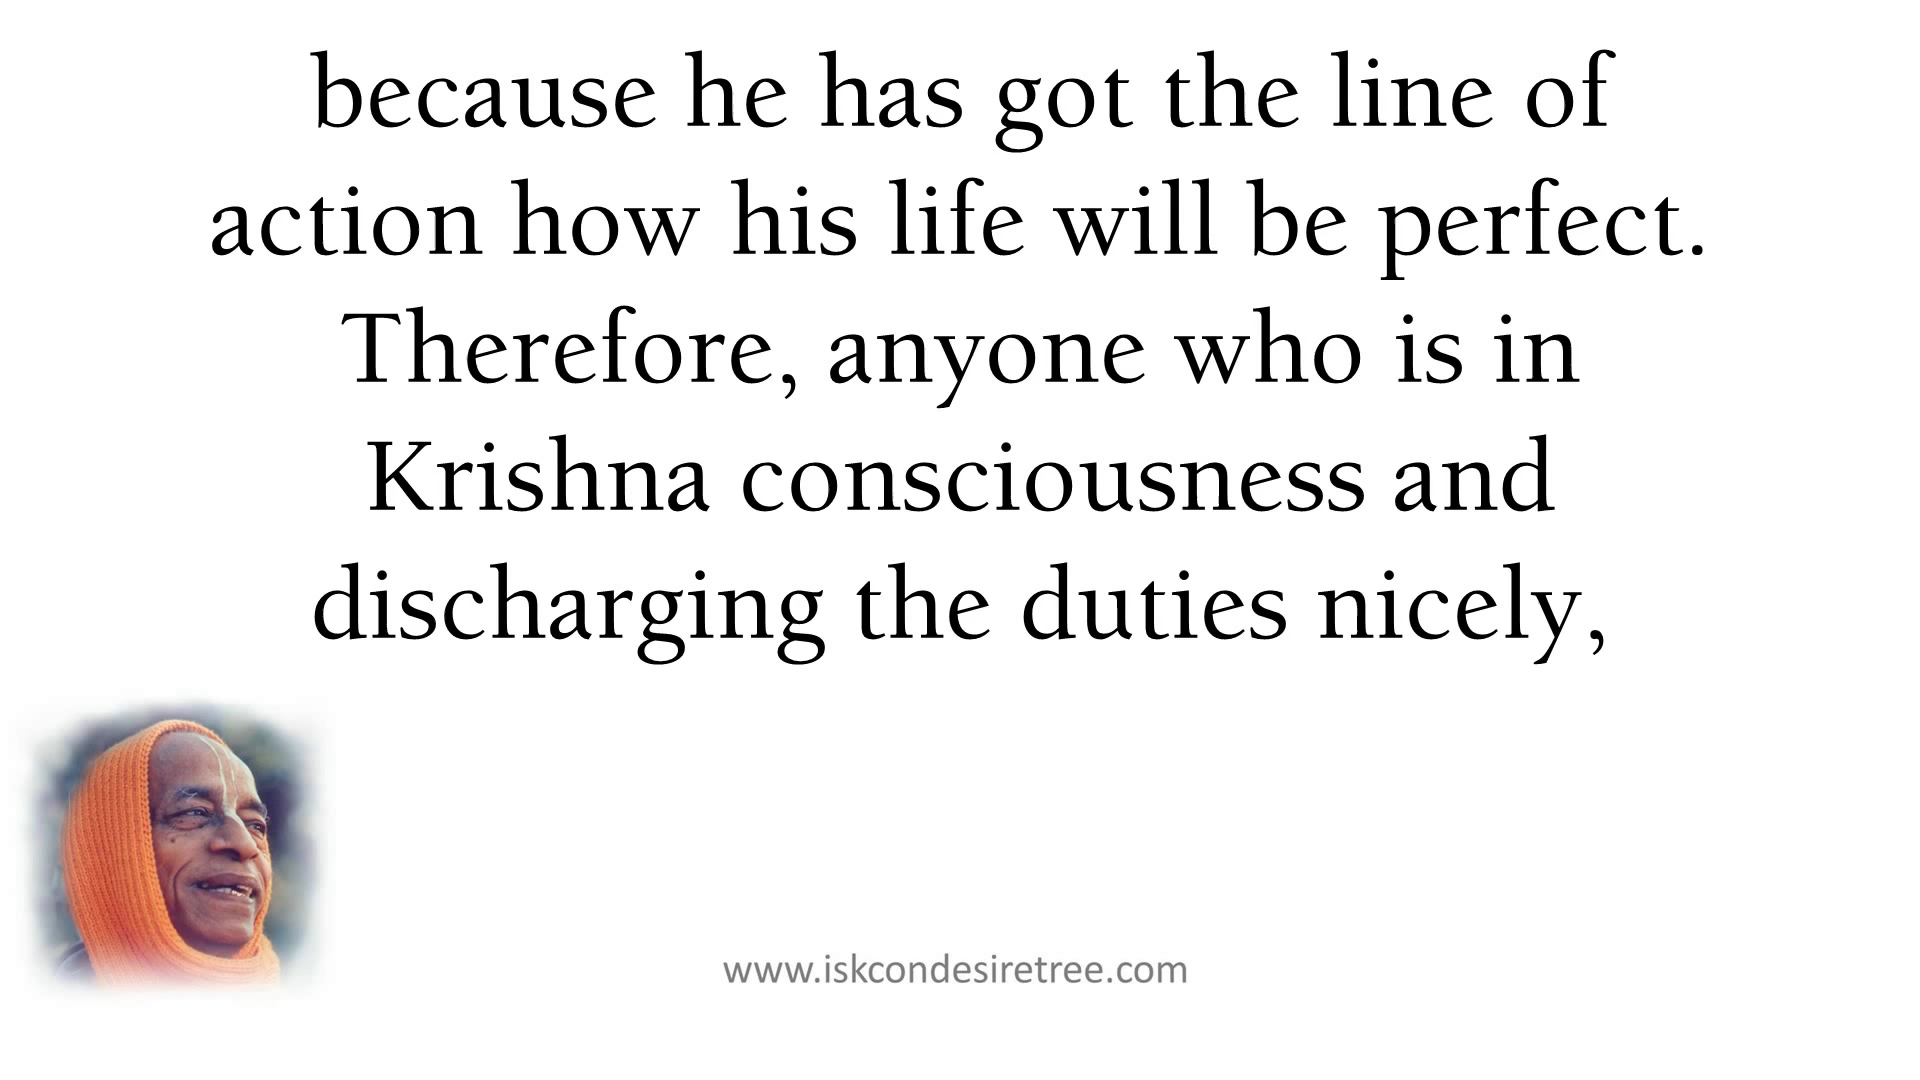 because he has got the line of
action how his life will be perfect.
Therefore, anyone who is in
Krishna consciousness and
discharging the duties nicely,
www.iskcondesiretree.com